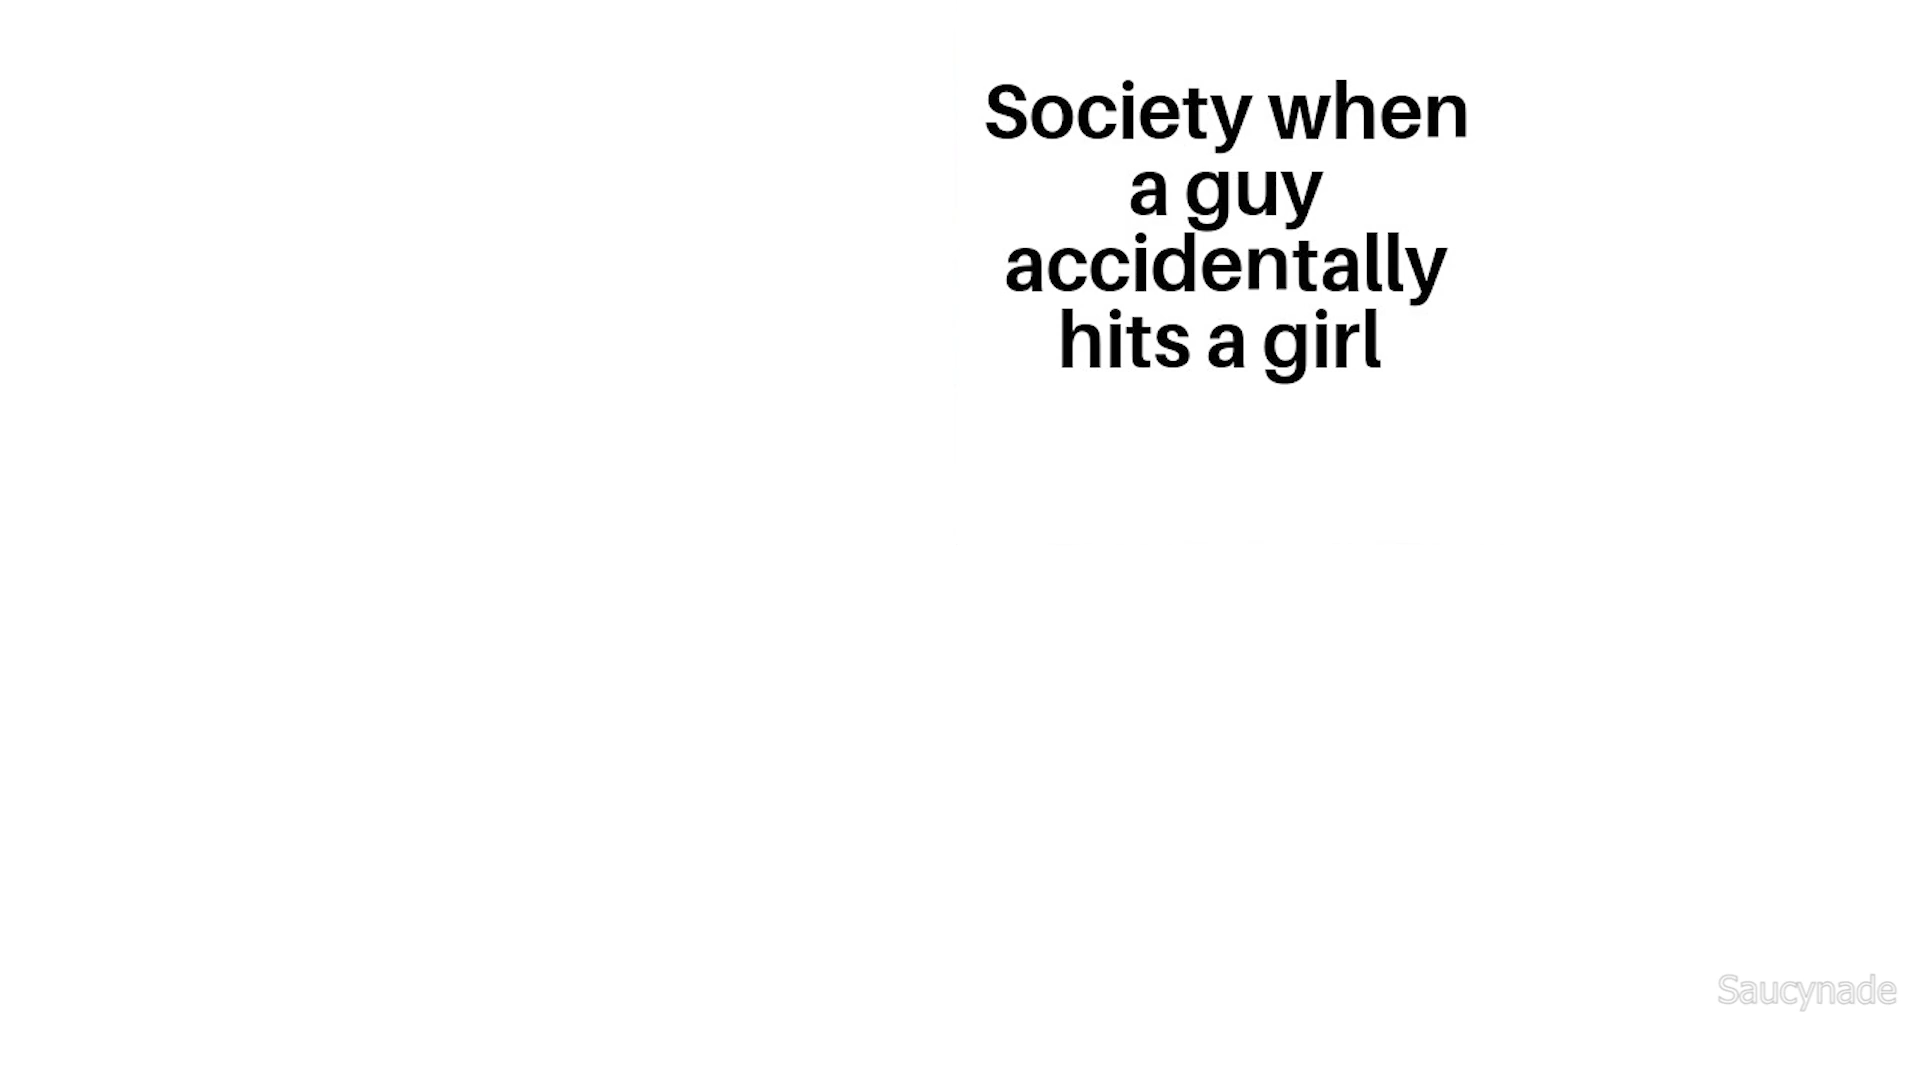 Society when
a guy
accidentally
hits a girl
Saucynade